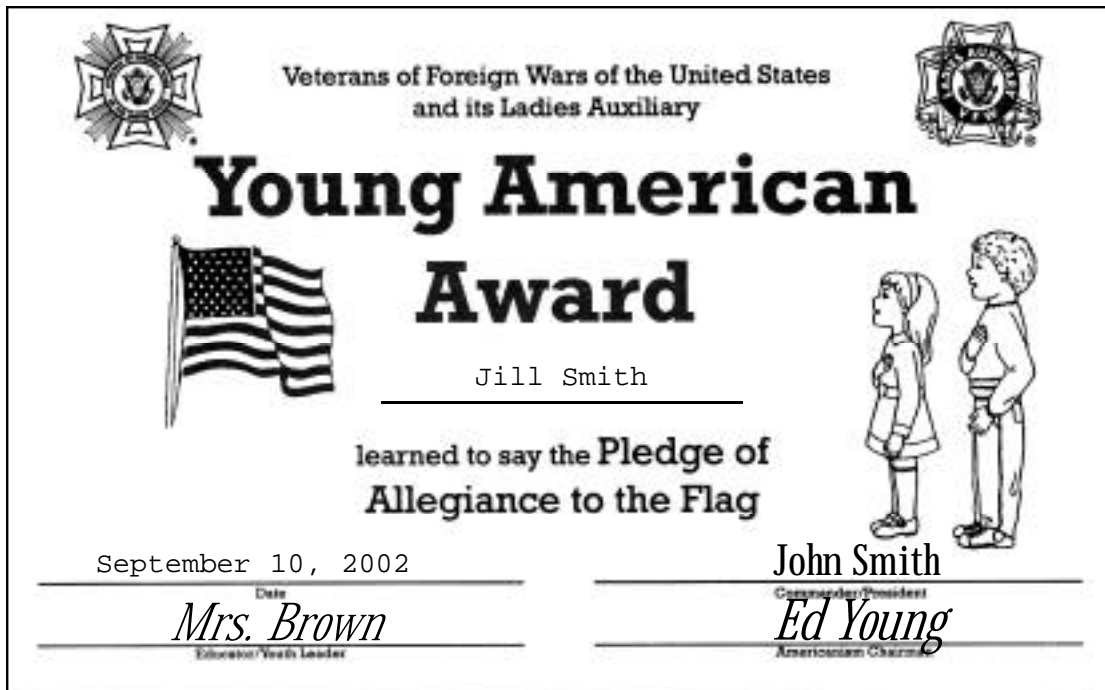 Veterans of Foreign Wars of the United States
and its Ladies Auxiliary
Young American
Award
Jill Smith
learned to say the Pledge of
Allegiance to the Flag
September 10, 2002
Date
John Smith
Commander/President
Mrs. Brown
Educator/Youth Leader
Ed Young
Americanism Chairman